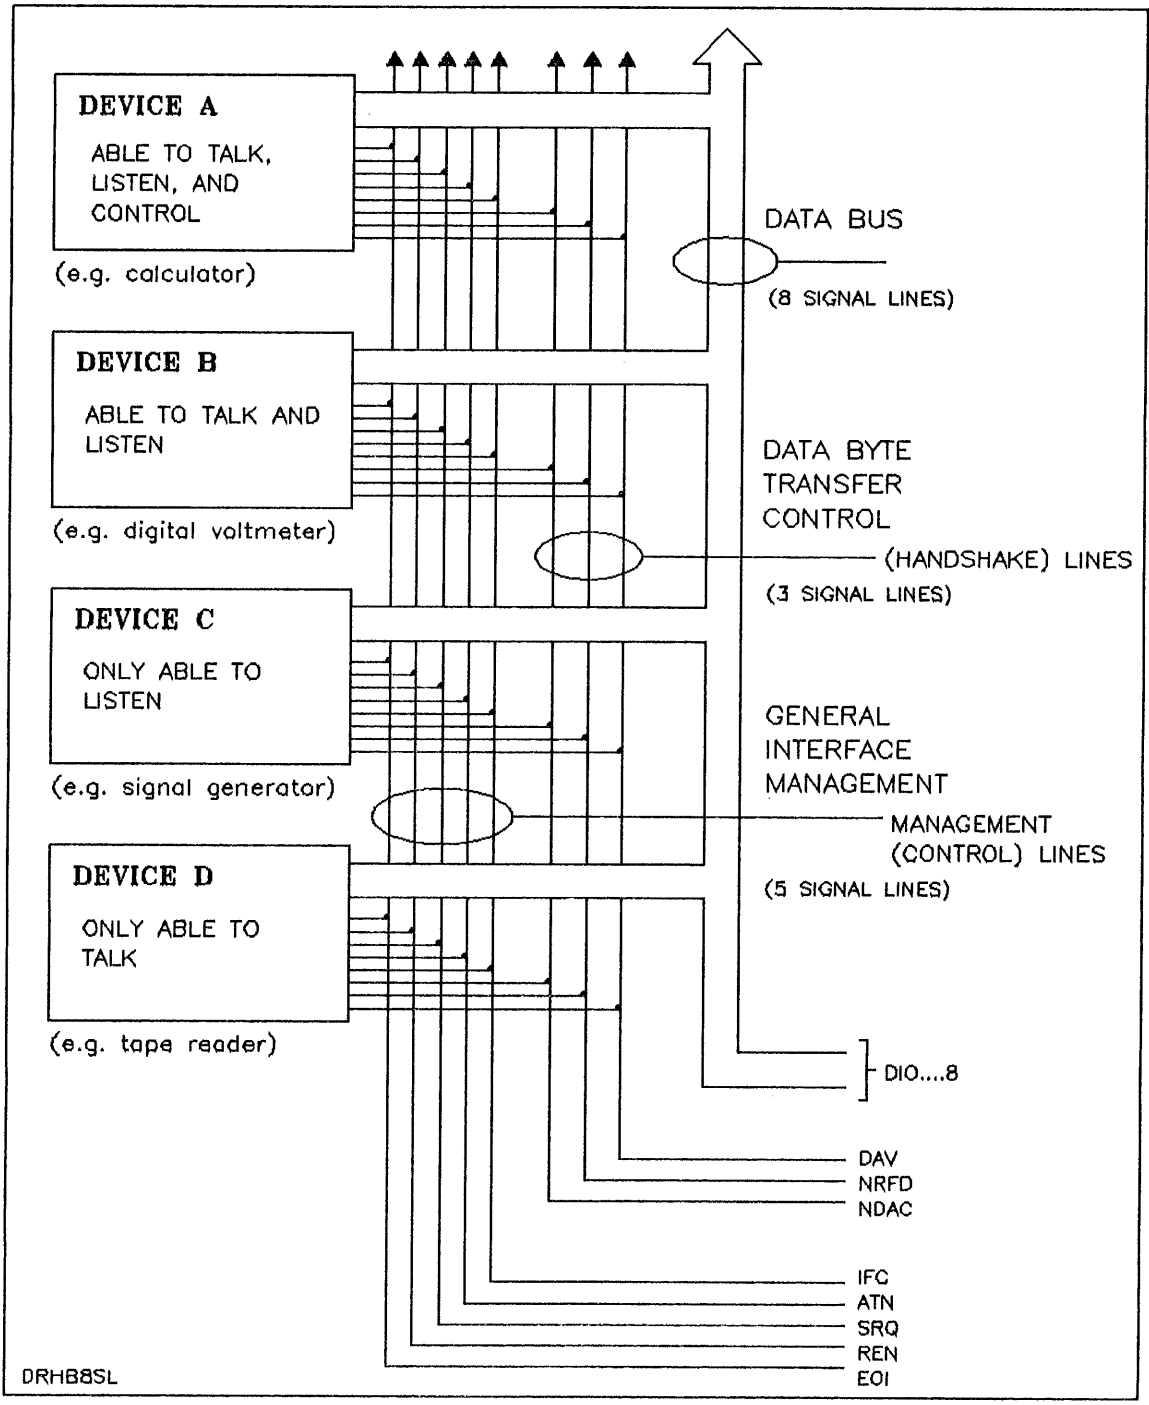 DEVICE A
ABLE TO TALK,
LISTEN, AND
CONTROL
(e.g. calculator)
DATA BUS
(8 SIGNAL LINES)
DEVICE B
ABLE TO TALK AND
LISTEN
(e.g. digital voltmeter)
DATA BYTE
TRANSFER
CONTROL
(HANDSHAKE) LINES
(3 SIGNAL LINES)
DEVICE C
ONLY ABLE TO
LISTEN
(e.g. signal generator)
GENERAL
INTERFACE
MANAGEMENT
MANAGEMENT
(CONTROL) LINES
(5 SIGNAL LINES)
DEVICE D
ONLY ABLE TO
TALK
(e.g. tape reader)
DIO....8
DAV
NRFD
NDAC
IFC
ATN
SRQ
REN
EOI
DRHB8SL